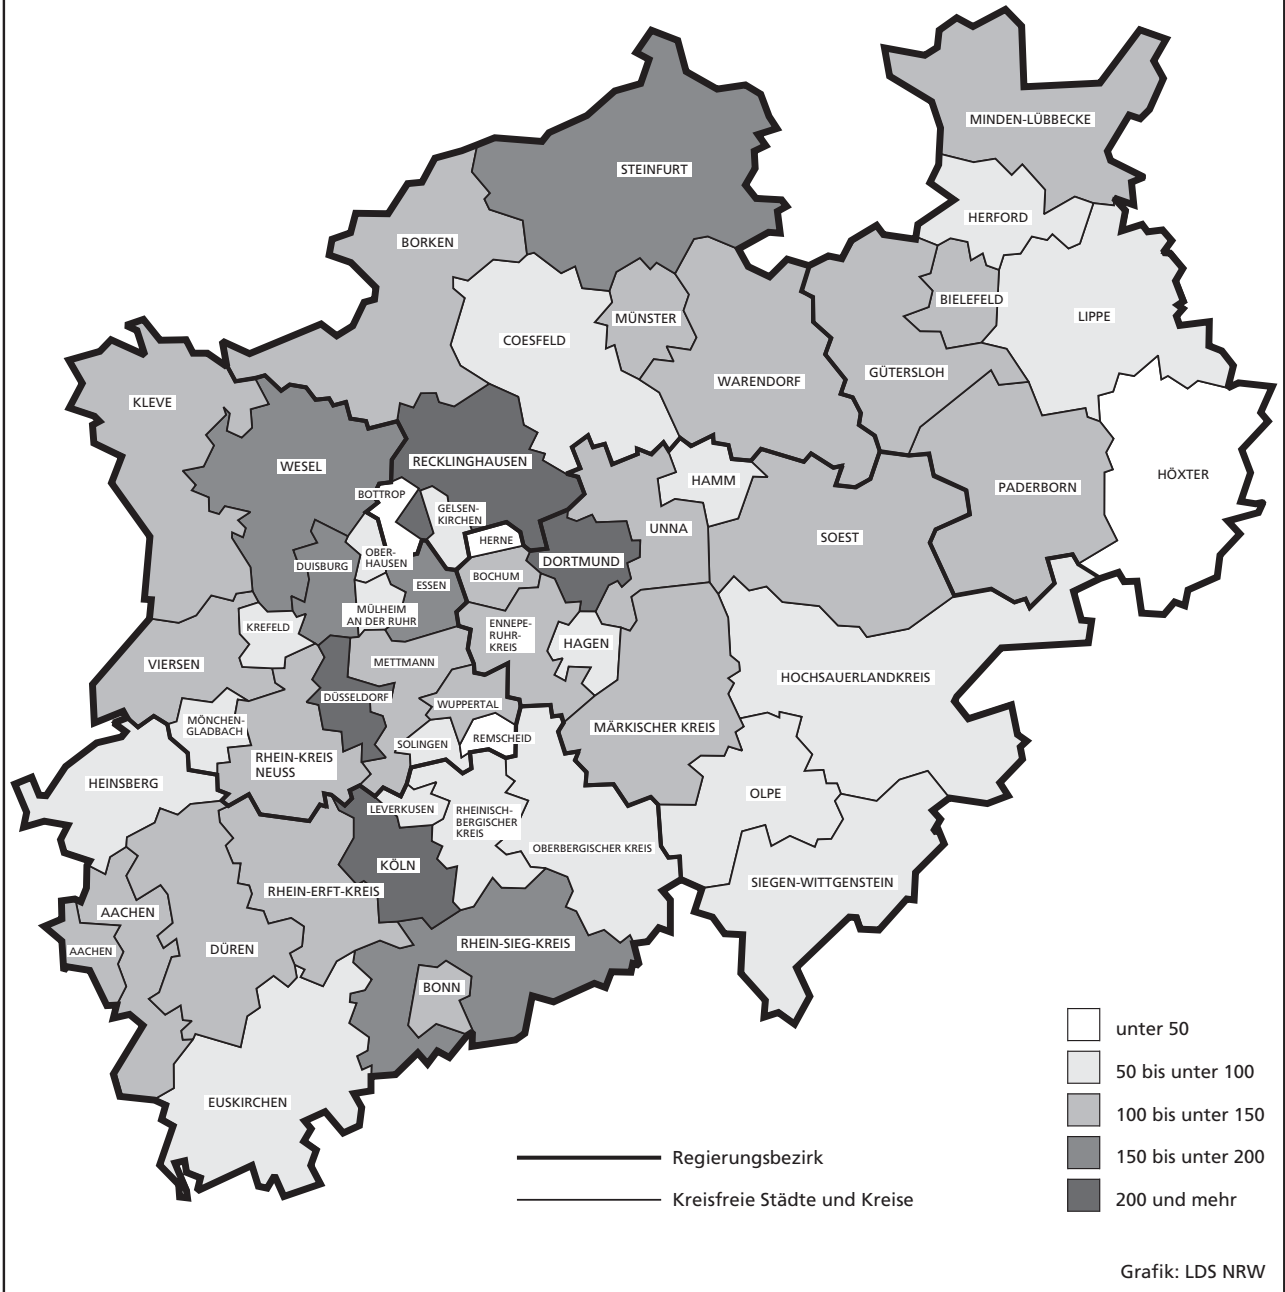 MINDEN-LÜBBECKE
STEINFURT
HERFORD
BORKEN
BIELEFELD
LIPPE
MÜNSTER
COESFELD
GÜTERSLOH
WARENDORF
KLEVE
RECKLINGHAUSEN
WESEL
HÖXTER
HAMM
PADERBORN
BOTTROP
GELSEN-
KIRCHEN
UNNA
SOEST
HERNE
OBER-
HAUSEN
DORTMUND
DUISBURG
BOCHUM
ESSEN
MÜLHEIM
AN DER RUHR
KREFELD
ENNEPE-
RUHR-
KREIS
HAGEN
VIERSEN
METTMANN
HOCHSAUERLANDKREIS
DÜSSELDORF
WUPPERTAL
MÖNCHEN-
GLADBACH
MÄRKISCHER KREIS
REMSCHEID
SOLINGEN
RHEIN-KREIS
NEUSS
HEINSBERG
OLPE
LEVERKUSEN
RHEINISCH-
BERGISCHER
KREIS
OBERBERGISCHER KREIS
KÖLN
SIEGEN-WITTGENSTEIN
RHEIN-ERFT-KREIS
AACHEN
RHEIN-SIEG-KREIS
AACHEN
DÜREN
BONN
EUSKIRCHEN
unter 50
50 bis unter 100
100 bis unter 150
150 bis unter 200
200 und mehr
Regierungsbezirk
Kreisfreie Städte und Kreise
Grafik: LDS NRW